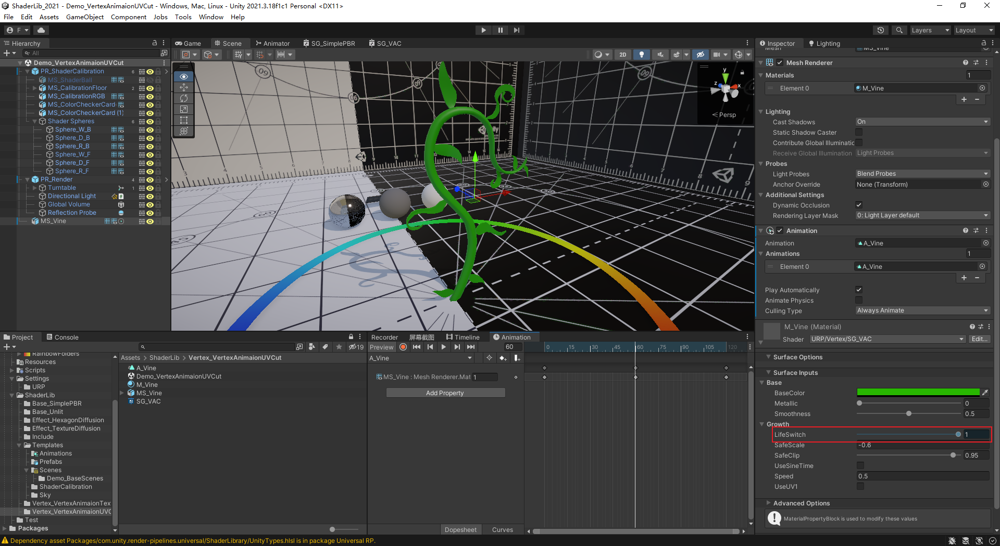 ShaderLib_2021 - Demo_VertexAnimaionUVCut - Windows, Mac, Linux - Unity 2021.3.18f1c1 Personal <DX11>
File Edit Assets GameObject Component Jobs Tools Window Help
F Layers Layout
Hierarchy
All
Demo_VertexAnimaionUVCut
PR_ShaderCalibration 6
MS_ShaderBall
MS_CalibrationFloor 2
MS_CalibrationRGB
MS_ColorCheckerCard
MS_ColorCheckerCard (1)
Shader Spheres 6
Sphere_W_B
Sphere_D_B
Sphere_R_B
Sphere_W_F
Sphere_D_F
Sphere_R_F
PR_Render 4
Turntable 1
Directional Light
Global Volume
Reflection Probe
MS_Vine
Game Scene Animator SG_SimplePBR SG_VAC
2D
y
z x
Persp
Inspector Lighting
Mesh MS_Vine
Mesh Renderer
Materials 1
Element 0 M_Vine
Lighting
Cast Shadows On
Static Shadow Caster
Contribute Global Illuminatic
Receive Global Illumination Light Probes
Probes
Light Probes Blend Probes
Anchor Override None (Transform)
Additional Settings
Dynamic Occlusion
Rendering Layer Mask 0: Light Layer default
Animation
Animation A_Vine
Animations 1
Element 0 A_Vine
Play Automatically
Animate Physics
Culling Type Always Animate
M_Vine (Material)
Shader URP/Vertex/SG_VAC Edit...
Surface Options
Surface Inputs
Base
BaseColor
Metallic 0
Smoothness 0.5
Growth
LifeSwitch 1
SafeScale -0.6
SafeClip 0.95
UseSineTime
Speed 0.5
UseUV1
Advanced Options
MaterialPropertyBlock is used to modify these values
Project Console
19
RainbowFolders
Resources
Scripts
Settings
URP
ShaderLib
Base_SimplePBR
Base_Unlit
Effect_HexagonDiffusion
Effect_TextureDiffusion
Include
Templates
Animations
Prefabs
Scenes
Demo_BaseScenes
ShaderCalibration
Sky
Vertex_VertexAnimaionTex
Vertex_VertexAnimaionUVC
Test
Packages
Assets > ShaderLib > Vertex_VertexAnimaionUVCut
A_Vine
Demo_VertexAnimaionUVCut
M_Vine
MS_Vine
SG_VAC
Recorder 屏幕截图 Timeline Animation
Preview 60
0 15 30 45 60 75 90 105 120
A_Vine
MS_Vine : Mesh Renderer.Mat 1
Add Property
Dopesheet Curves
Dependency asset Packages/com.unity.render-pipelines.universal/ShaderLibrary/UnityTypes.hlsl is in package Universal RP.